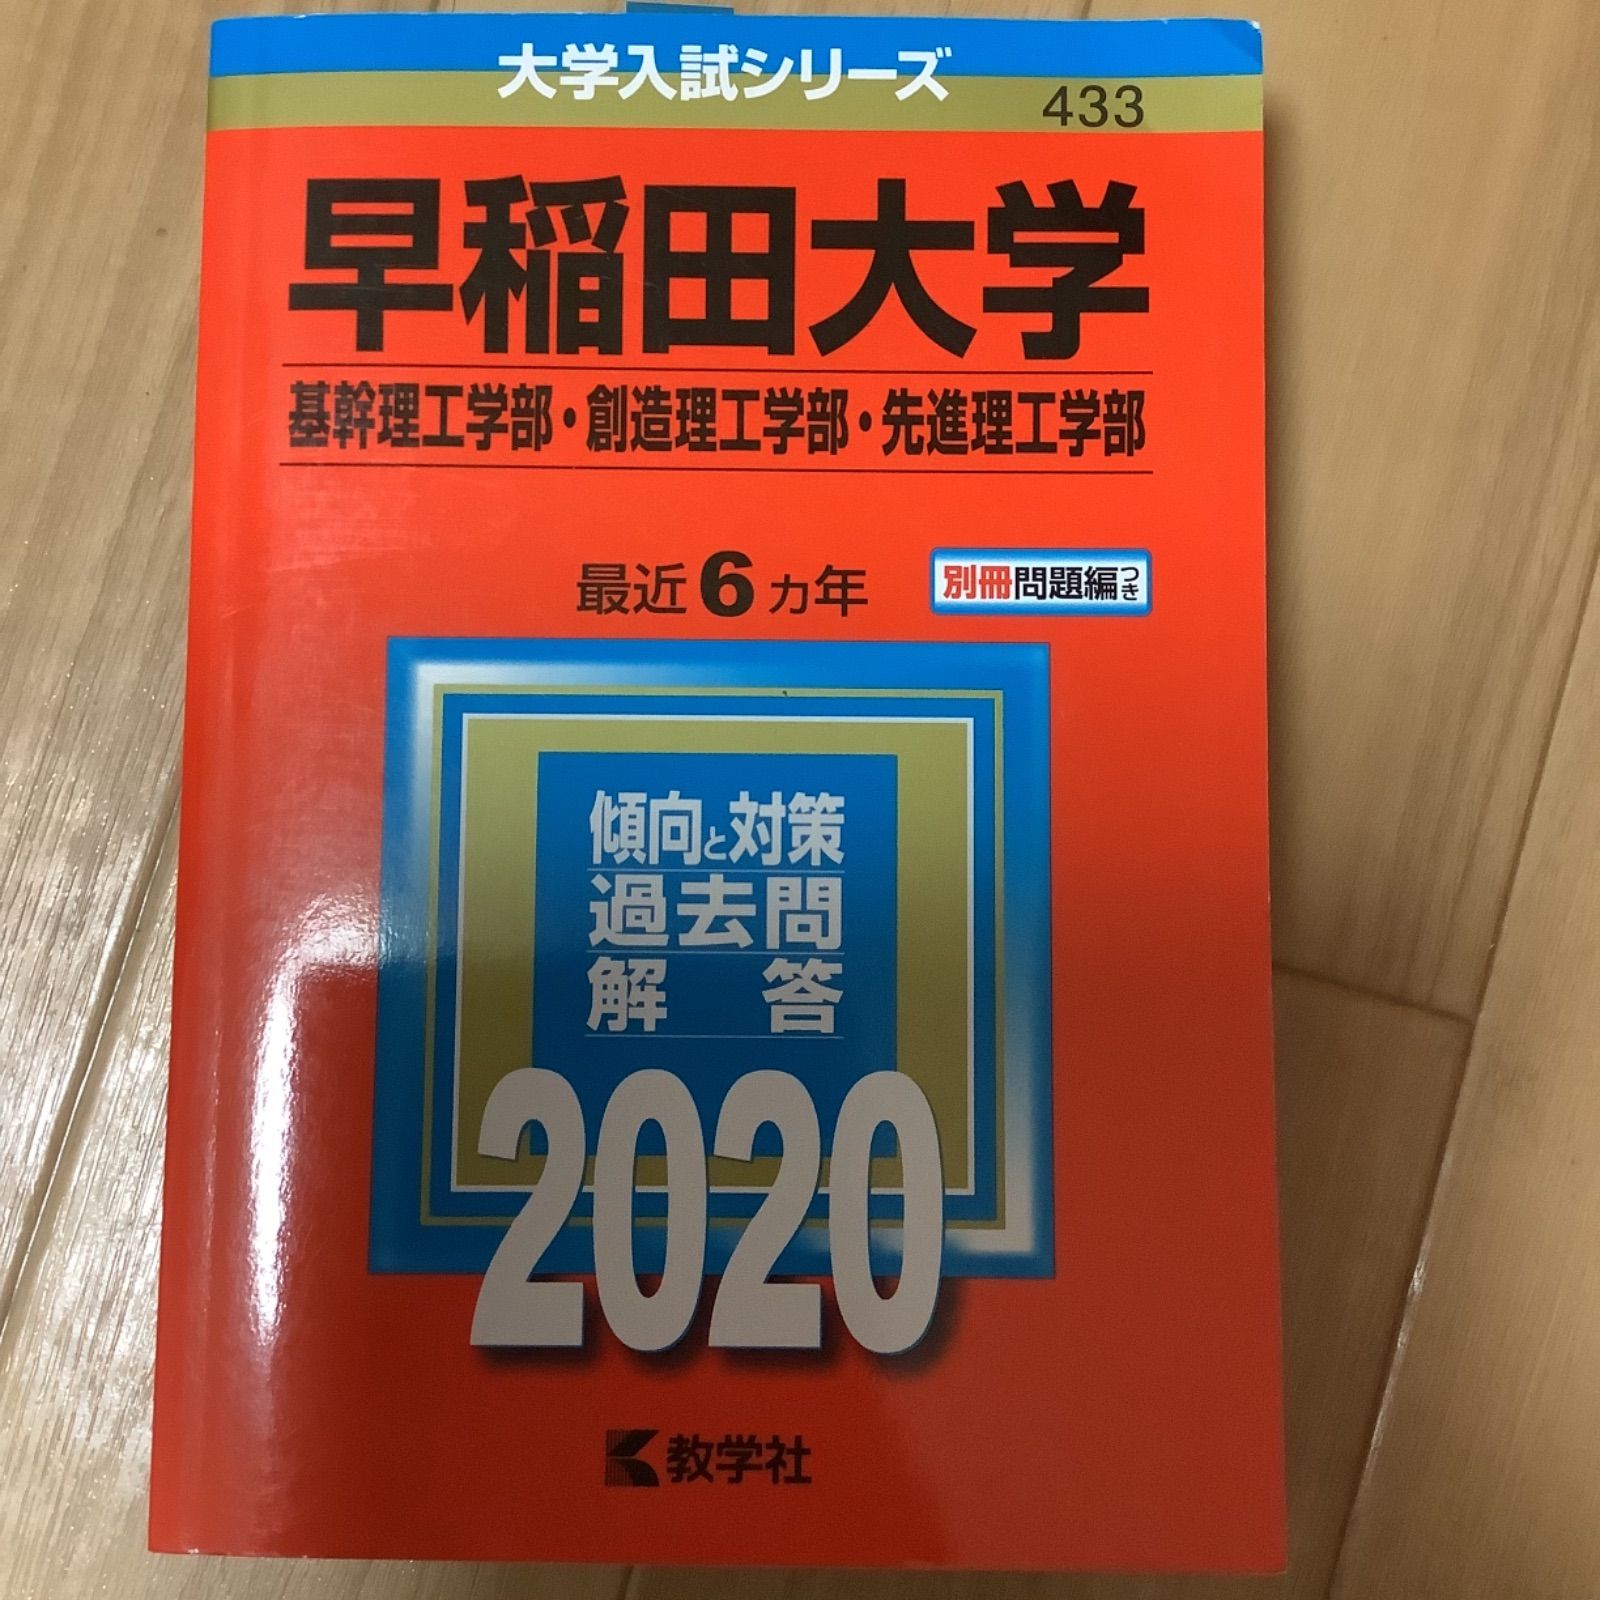 大学入試シリーズ
433
早稲田大学
基幹理工学部・創造理工学部・先進理工学部
最近6ヵ年
別冊問題編つき
傾向と対策
過去問
解答
2020
教学社